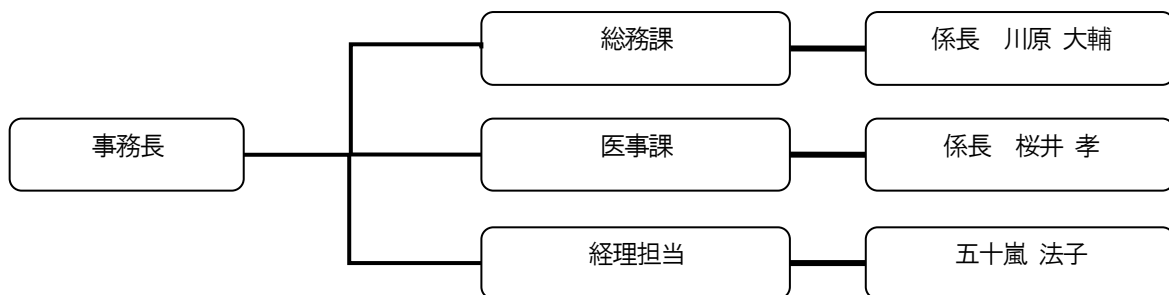 総務課
係長　川原 大輔
事務長
医事課
係長　桜井 孝
経理担当
五十嵐 法子